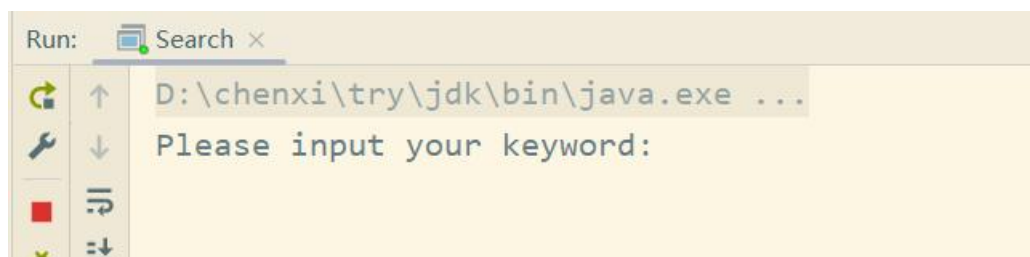 Run: Search
D:\chenxi\try\jdk\bin\java.exe ...
Please input your keyword: